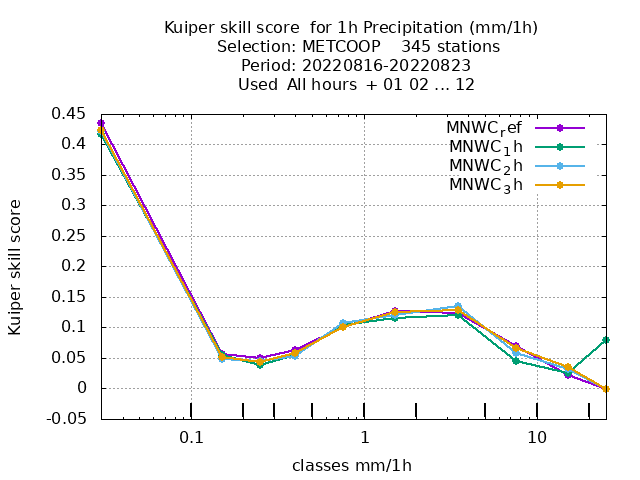 Kuiper skill score  for 1h Precipitation (mm/1h)
Selection: METCOOP    345 stations
Period: 20220816-20220823
Used  All hours  + 01 02 ... 12
MNWC_ref
MNWC_1h
MNWC_2h
MNWC_3h
Kuiper skill score
0.45
0.4
0.35
0.3
0.25
0.2
0.15
0.1
0.05
0
-0.05
0.1
1
10
classes mm/1h